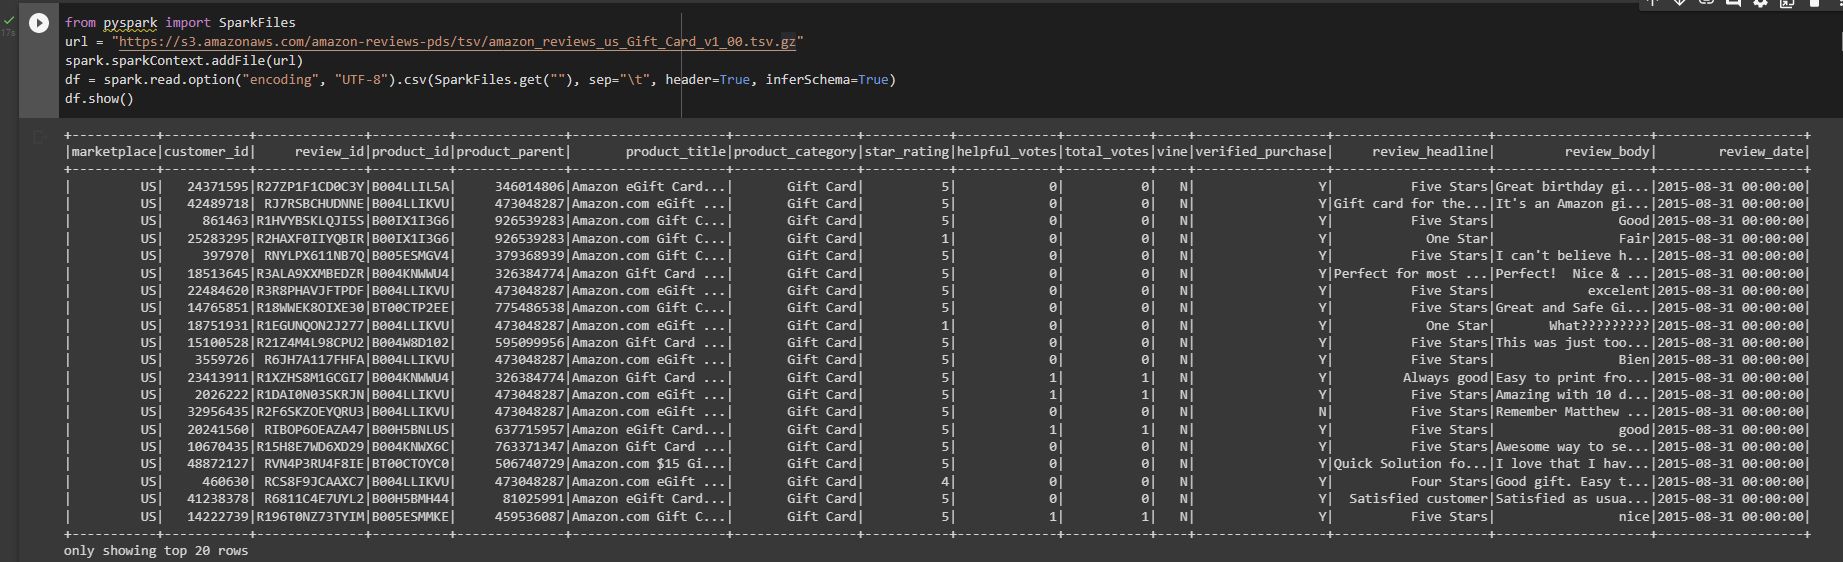 from pyspark import SparkFiles
url = "https://s3.amazonaws.com/amazon-reviews-pds/tsv/amazon_reviews_us_Gift_Card_v1_00.tsv.gz"
spark.sparkContext.addFile(url)
df = spark.read.option("encoding", "UTF-8").csv(SparkFiles.get(""), sep="\t", header=True, inferSchema=True)
df.show()
17s
+-----------+-----------+--------------+----------+--------------+--------------------+----------------+-----------+-------------+-----------+----+-----------------+--------------------+--------------------+-------------------+
|marketplace|customer_id|     review_id|product_id|product_parent|       product_title|product_category|star_rating|helpful_votes|total_votes|vine|verified_purchase|     review_headline|         review_body|        review_date|
+-----------+-----------+--------------+----------+--------------+--------------------+----------------+-----------+-------------+-----------+----+-----------------+--------------------+--------------------+-------------------+
|         US|   24371595|R27ZP1F1CD0C3Y|B004LLIL5A|     346014806|Amazon eGift Card...|       Gift Card|          5|            0|          0|   N|                Y|          Five Stars|Great birthday gi...|2015-08-31 00:00:00|
|         US|   42489718| RJ7RSBCHUDNNE|B004LLIKVU|     473048287|Amazon.com eGift ...|       Gift Card|          5|            0|          0|   N|                Y|Gift card for the...|It's an Amazon gi...|2015-08-31 00:00:00|
|         US|     861463|R1HVYBSKLQJI5S|B00IX1I3G6|     926539283|Amazon.com Gift C...|       Gift Card|          5|            0|          0|   N|                Y|          Five Stars|                Good|2015-08-31 00:00:00|
|         US|   25283295|R2HAXF0IIYQBIR|B00IX1I3G6|     926539283|Amazon.com Gift C...|       Gift Card|          1|            0|          0|   N|                Y|            One Star|                Fair|2015-08-31 00:00:00|
|         US|     397970| RNYLPX611NB7Q|B005ESMGV4|     379368939|Amazon.com Gift C...|       Gift Card|          5|            0|          0|   N|                Y|          Five Stars|I can't believe h...|2015-08-31 00:00:00|
|         US|   18513645|R3ALA9XXMBEDZR|B004KNWWU4|     326384774|Amazon Gift Card ...|       Gift Card|          5|            0|          0|   N|                Y|Perfect for most ...|Perfect!  Nice & ...|2015-08-31 00:00:00|
|         US|   22484620|R3R8PHAVJFTPDF|B004LLIKVU|     473048287|Amazon.com eGift ...|       Gift Card|          5|            0|          0|   N|                Y|          Five Stars|            excelent|2015-08-31 00:00:00|
|         US|   14765851|R18WWEK8OIXE30|BT00CTP2EE|     775486538|Amazon.com Gift C...|       Gift Card|          5|            0|          0|   N|                Y|          Five Stars|Great and Safe Gi...|2015-08-31 00:00:00|
|         US|   18751931|R1EGUNQON2J277|B004LLIKVU|     473048287|Amazon.com eGift ...|       Gift Card|          1|            0|          0|   N|                Y|            One Star|       What?????????|2015-08-31 00:00:00|
|         US|   15100528|R21Z4M4L98CPU2|B004W8D102|     595099956|Amazon Gift Card ...|       Gift Card|          5|            0|          0|   N|                Y|          Five Stars|This was just too...|2015-08-31 00:00:00|
|         US|    3559726| R6JH7A117FHFA|B004LLIKVU|     473048287|Amazon.com eGift ...|       Gift Card|          5|            0|          0|   N|                Y|          Five Stars|                Bien|2015-08-31 00:00:00|
|         US|   23413911|R1XZHS8M1GCGI7|B004KNWWU4|     326384774|Amazon Gift Card ...|       Gift Card|          5|            1|          1|   N|                Y|         Always good|Easy to print fro...|2015-08-31 00:00:00|
|         US|    2026222|R1DAI0N03SKRJN|B004LLIKVU|     473048287|Amazon.com eGift ...|       Gift Card|          5|            1|          1|   N|                Y|          Five Stars|Amazing with 10 d...|2015-08-31 00:00:00|
|         US|   32956435|R2F6SKZOEYQRU3|B004LLIKVU|     473048287|Amazon.com eGift ...|       Gift Card|          5|            0|          0|   N|                N|          Five Stars|Remember Matthew ...|2015-08-31 00:00:00|
|         US|   20241560| RIBOP6OEAZA47|B00H5BNLUS|     637715957|Amazon eGift Card...|       Gift Card|          5|            1|          1|   N|                Y|          Five Stars|                good|2015-08-31 00:00:00|
|         US|   10670435|R15H8E7WD6XD29|B004KNWX6C|     763371347|Amazon Gift Card  ...|       Gift Card|          5|            0|          0|   N|                Y|          Five Stars|Awesome way to se...|2015-08-31 00:00:00|
|         US|   48872127| RVN4P3RU4F8IE|BT00CTOYC0|     506740729|Amazon.com $15 Gi...|       Gift Card|          5|            0|          0|   N|                Y|Quick Solution fo...|I love that I hav...|2015-08-31 00:00:00|
|         US|     460630| RCS8F9JCAAXC7|B004LLIKVU|     473048287|Amazon.com eGift ...|       Gift Card|          4|            0|          0|   N|                Y|          Four Stars|Good gift. Easy t...|2015-08-31 00:00:00|
|         US|   41238378| R6811C4E7UYL2|B00H5BMH44|      81025991|Amazon eGift Card...|       Gift Card|          5|            0|          0|   N|                Y|  Satisfied customer|Satisfied as usua...|2015-08-31 00:00:00|
|         US|   14222739|R196T0NZ73TYIM|B005ESMMKE|     459536087|Amazon.com Gift C...|       Gift Card|          5|            1|          1|   N|                Y|          Five Stars|                nice|2015-08-31 00:00:00|
+-----------+-----------+--------------+----------+--------------+--------------------+----------------+-----------+-------------+-----------+----+-----------------+--------------------+--------------------+-------------------+
only showing top 20 rows